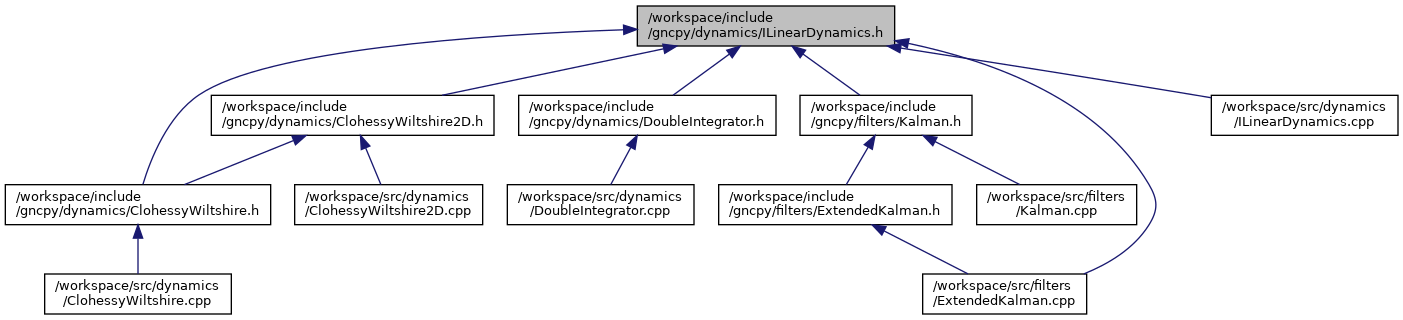 /workspace/include
/gncpy/dynamics/ILinearDynamics.h
/workspace/include
/gncpy/dynamics/ClohessyWiltshire2D.h
/workspace/include
/gncpy/dynamics/DoubleIntegrator.h
/workspace/include
/gncpy/filters/Kalman.h
/workspace/src/dynamics
/ILinearDynamics.cpp
/workspace/include
/gncpy/dynamics/ClohessyWiltshire.h
/workspace/src/dynamics
/ClohessyWiltshire2D.cpp
/workspace/src/dynamics
/DoubleIntegrator.cpp
/workspace/include
/gncpy/filters/ExtendedKalman.h
/workspace/src/filters
/Kalman.cpp
/workspace/src/dynamics
/ClohessyWiltshire.cpp
/workspace/src/filters
/ExtendedKalman.cpp